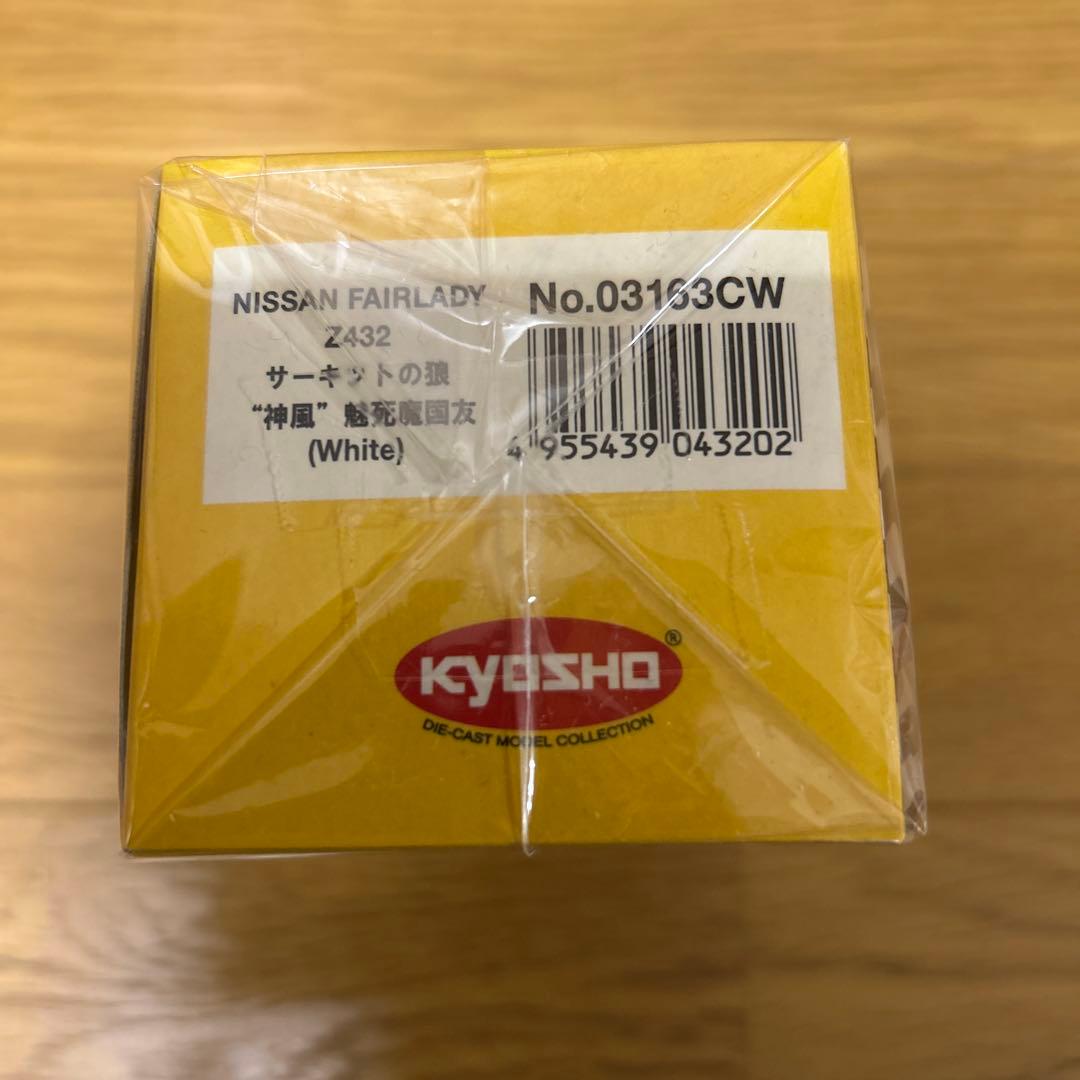 NISSAN FAIRLADY
Z432
サーキットの狼
“神風” 魅死魔国友
(White)
No.03163CW
4 955439 043202
KYOSHO®
DIE-CAST MODEL COLLECTION